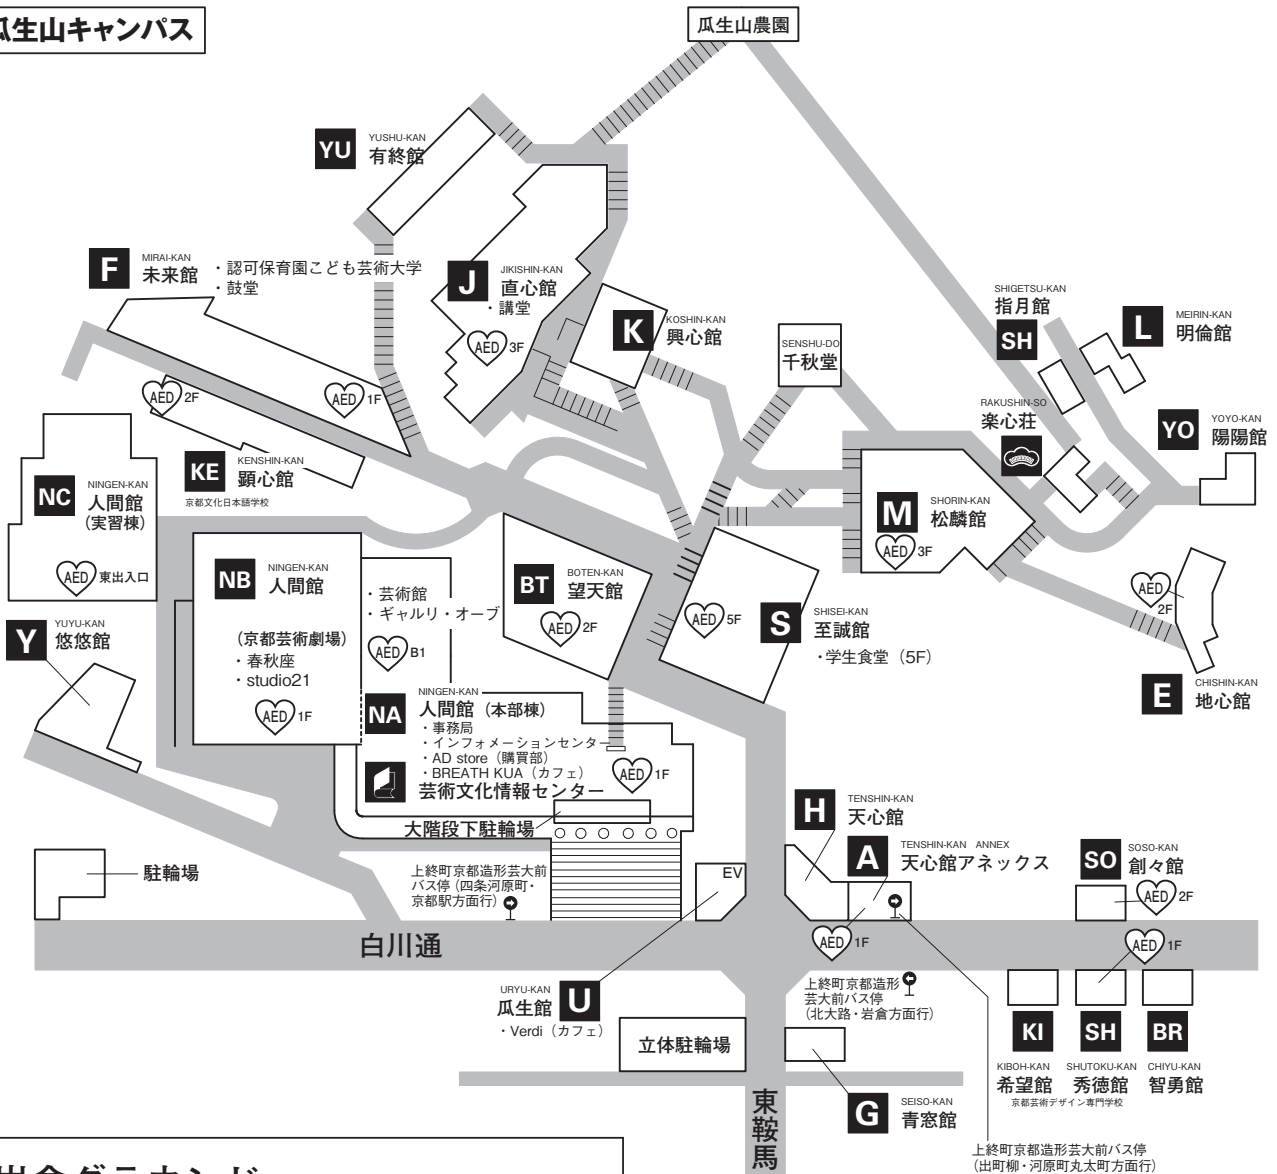 瓜生山キャンパス
瓜生山農園
YU
YUSHU-KAN
有終館
F
MIRAI-KAN
未来館
・認可保育園こども芸術大学
・鼓堂
J
JIKISHIN-KAN
直心館
・講堂
AED 3F
K
KOSHIN-KAN
興心館
SENSHU-DO
千秋堂
SHIGETSU-KAN
指月館
SH
L
MEIRIN-KAN
明倫館
RAKUSHIN-SO
楽心荘
YO
YOYO-KAN
陽陽館
AED 2F
AED 1F
KE
KENSHIN-KAN
顕心館
京都文化日本語学校
NC
NINGEN-KAN
人間館
(実習棟)
AED 東出入口
M
SHORIN-KAN
松麟館
AED 3F
NB
NINGEN-KAN
人間館
(京都芸術劇場)
・春秋座
・studio21
AED 1F
・芸術館
・ギャルリ・オーブ
AED B1
BT
BOTEN-KAN
望天館
AED 2F
AED 5F
S
SHISEI-KAN
至誠館
・学生食堂（5F）
AED 2F
E
CHISHIN-KAN
地心館
Y
YUYU-KAN
悠悠館
NA
NINGEN-KAN
人間館（本部棟）
・事務局
・インフォメーションセンター
・AD store（購買部）
・BREATH KUA（カフェ）
芸術文化情報センター
AED 1F
大階段下駐輪場
駐輪場
上終町京都造形芸大前
バス停（四条河原町・
京都駅方面行）
EV
H
TENSHIN-KAN
天心館
A
TENSHIN-KAN ANNEX
天心館アネックス
SO
SOSO-KAN
創々館
AED 2F
白川通
AED 1F
AED 1F
URYU-KAN
瓜生館
U
・Verdi（カフェ）
上終町京都造形
芸大前バス停
（北大路・岩倉方面行）
立体駐輪場
KI
SH
BR
KIBOH-KAN
希望館
SHUTOKU-KAN
秀徳館
CHIYU-KAN
智勇館
京都芸術デザイン専門学校
G
SEISO-KAN
青窓館
東鞍馬
上終町京都造形芸大前バス停
（出町柳・河原町丸太町方面行）